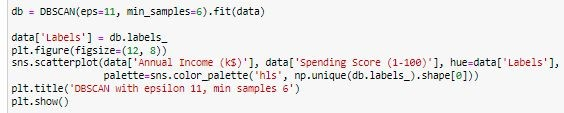 db = DBSCAN(eps=11, min_samples=6).fit(data)
data['Labels'] = db.labels_
plt.figure(figsize=(12, 8))
sns.scatterplot(data['Annual Income (k$)'], data['Spending Score (1-100)'], hue=data['Labels'],
palette=sns.color_palette('hls', np.unique(db.labels_).shape[0]))
plt.title('DBSCAN with epsilon 11, min samples 6')
plt.show()